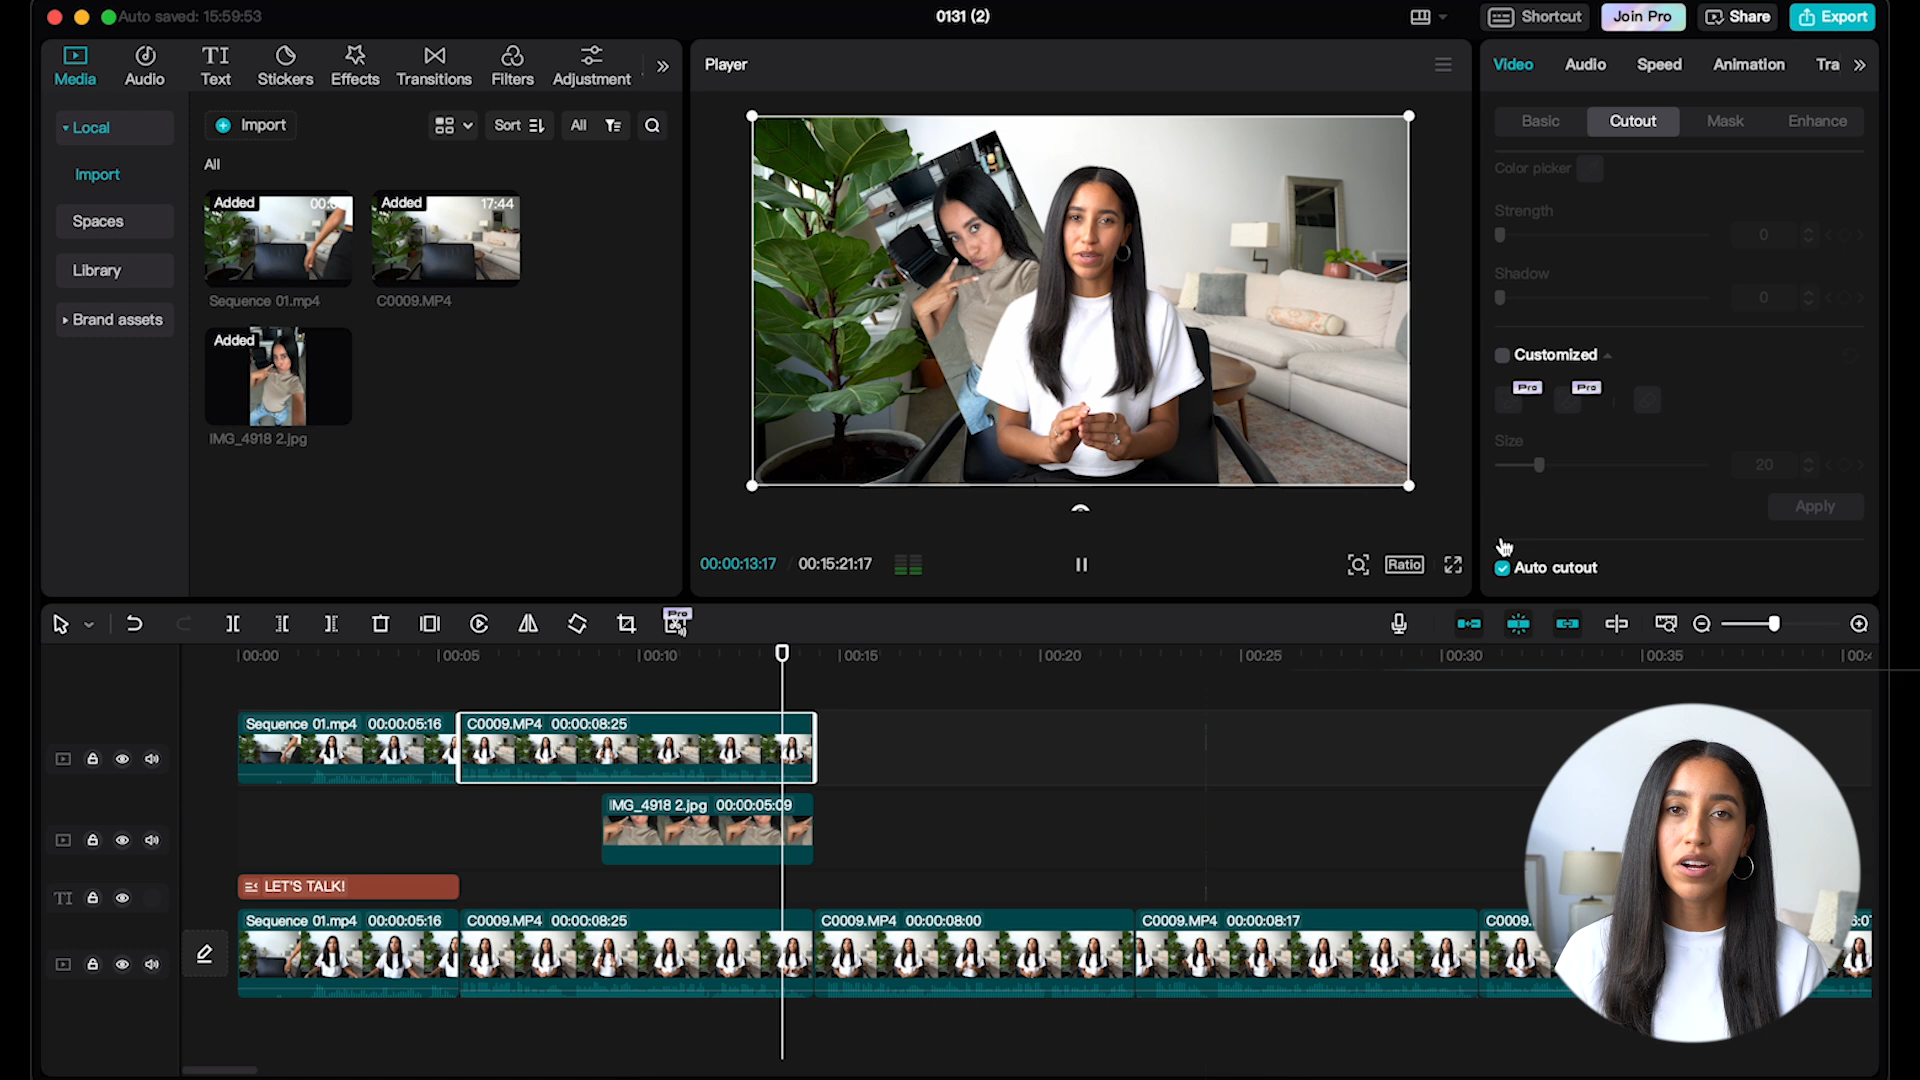 Auto saved: 15:59:53
0131 (2)
Shortcut
Join Pro
Share
Export
Media
Audio
Text
Stickers
Effects
Transitions
Filters
Adjustment
Player
Video
Audio
Speed
Animation
Tra
Local
Import
Spaces
Library
Brand assets
Import
Sort
All
All
Added
17:44
Added
Sequence 01.mp4
C0009.MP4
Added
IMG_4918 2.jpg
Basic
Cutout
Mask
Enhance
Color picker
Strength
0
Shadow
0
Customized
Pro
Pro
Size
20
Apply
Auto cutout
00:00:13:17
00:15:21:17
Ratio
Pro
00:00
00:05
00:10
00:15
00:20
00:25
00:30
00:35
Sequence 01.mp4 00:00:05:16
C0009.MP4 00:00:08:25
IMG_4918 2.jpg 00:00:05:09
TI
LET'S TALK!
Sequence 01.mp4 00:00:05:16
C0009.MP4 00:00:08:25
C0009.MP4 00:00:08:00
C0009.MP4 00:00:08:17
C0009.